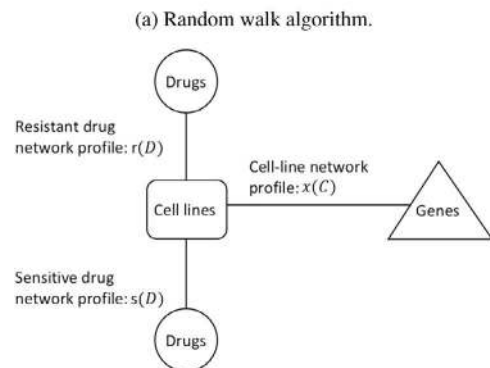 (a) Random walk algorithm.
Drugs
Resistant drug
network profile: r(D)
Cell-line network
profile: x(C)
Cell lines
Genes
Sensitive drug
network profile: s(D)
Drugs